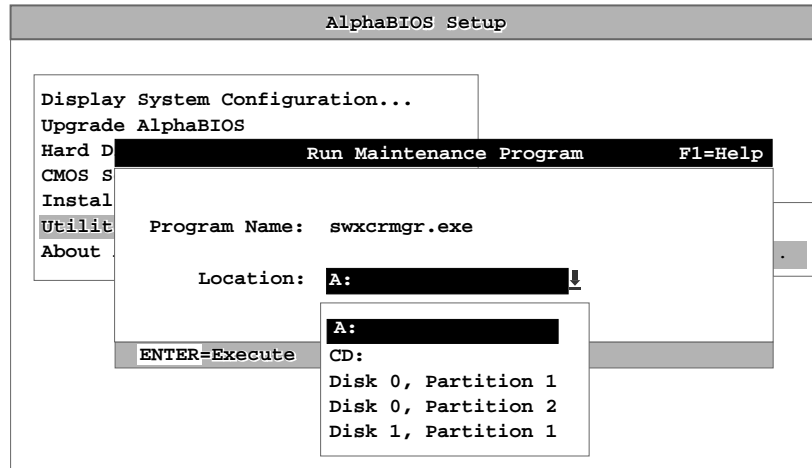 AlphaBIOS Setup
Display System Configuration...
Upgrade AlphaBIOS
Hard D
Run Maintenance Program F1=Help
CMOS S
Instal
Utilit
Program Name: swxcrmgr.exe
About
Location: A:
A:
ENTER=Execute
CD:
Disk 0, Partition 1
Disk 0, Partition 2
Disk 1, Partition 1